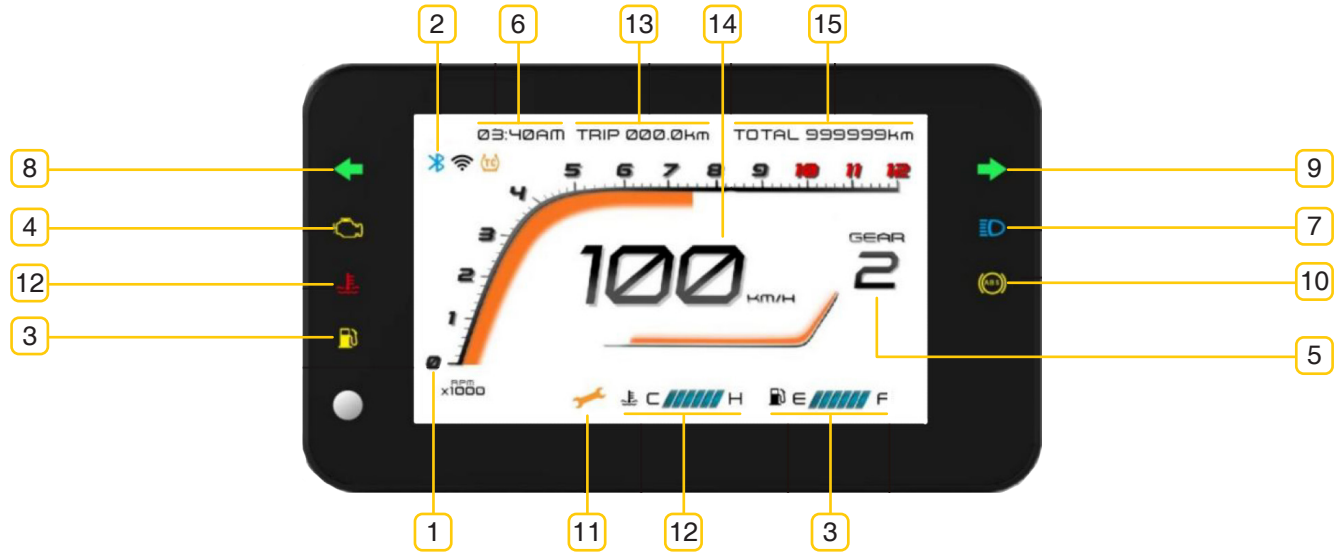 2 6 13 14 15
03:40AM TRIP 000.0km TOTAL 999999km
8 TC 5 6 7 8 9 10 11 12 9
4 4 3 100 KM/H GEAR 2 7
12 2 ABS 10
3 1 0 5
RPM
x1000
C H E F
1 11 12 3